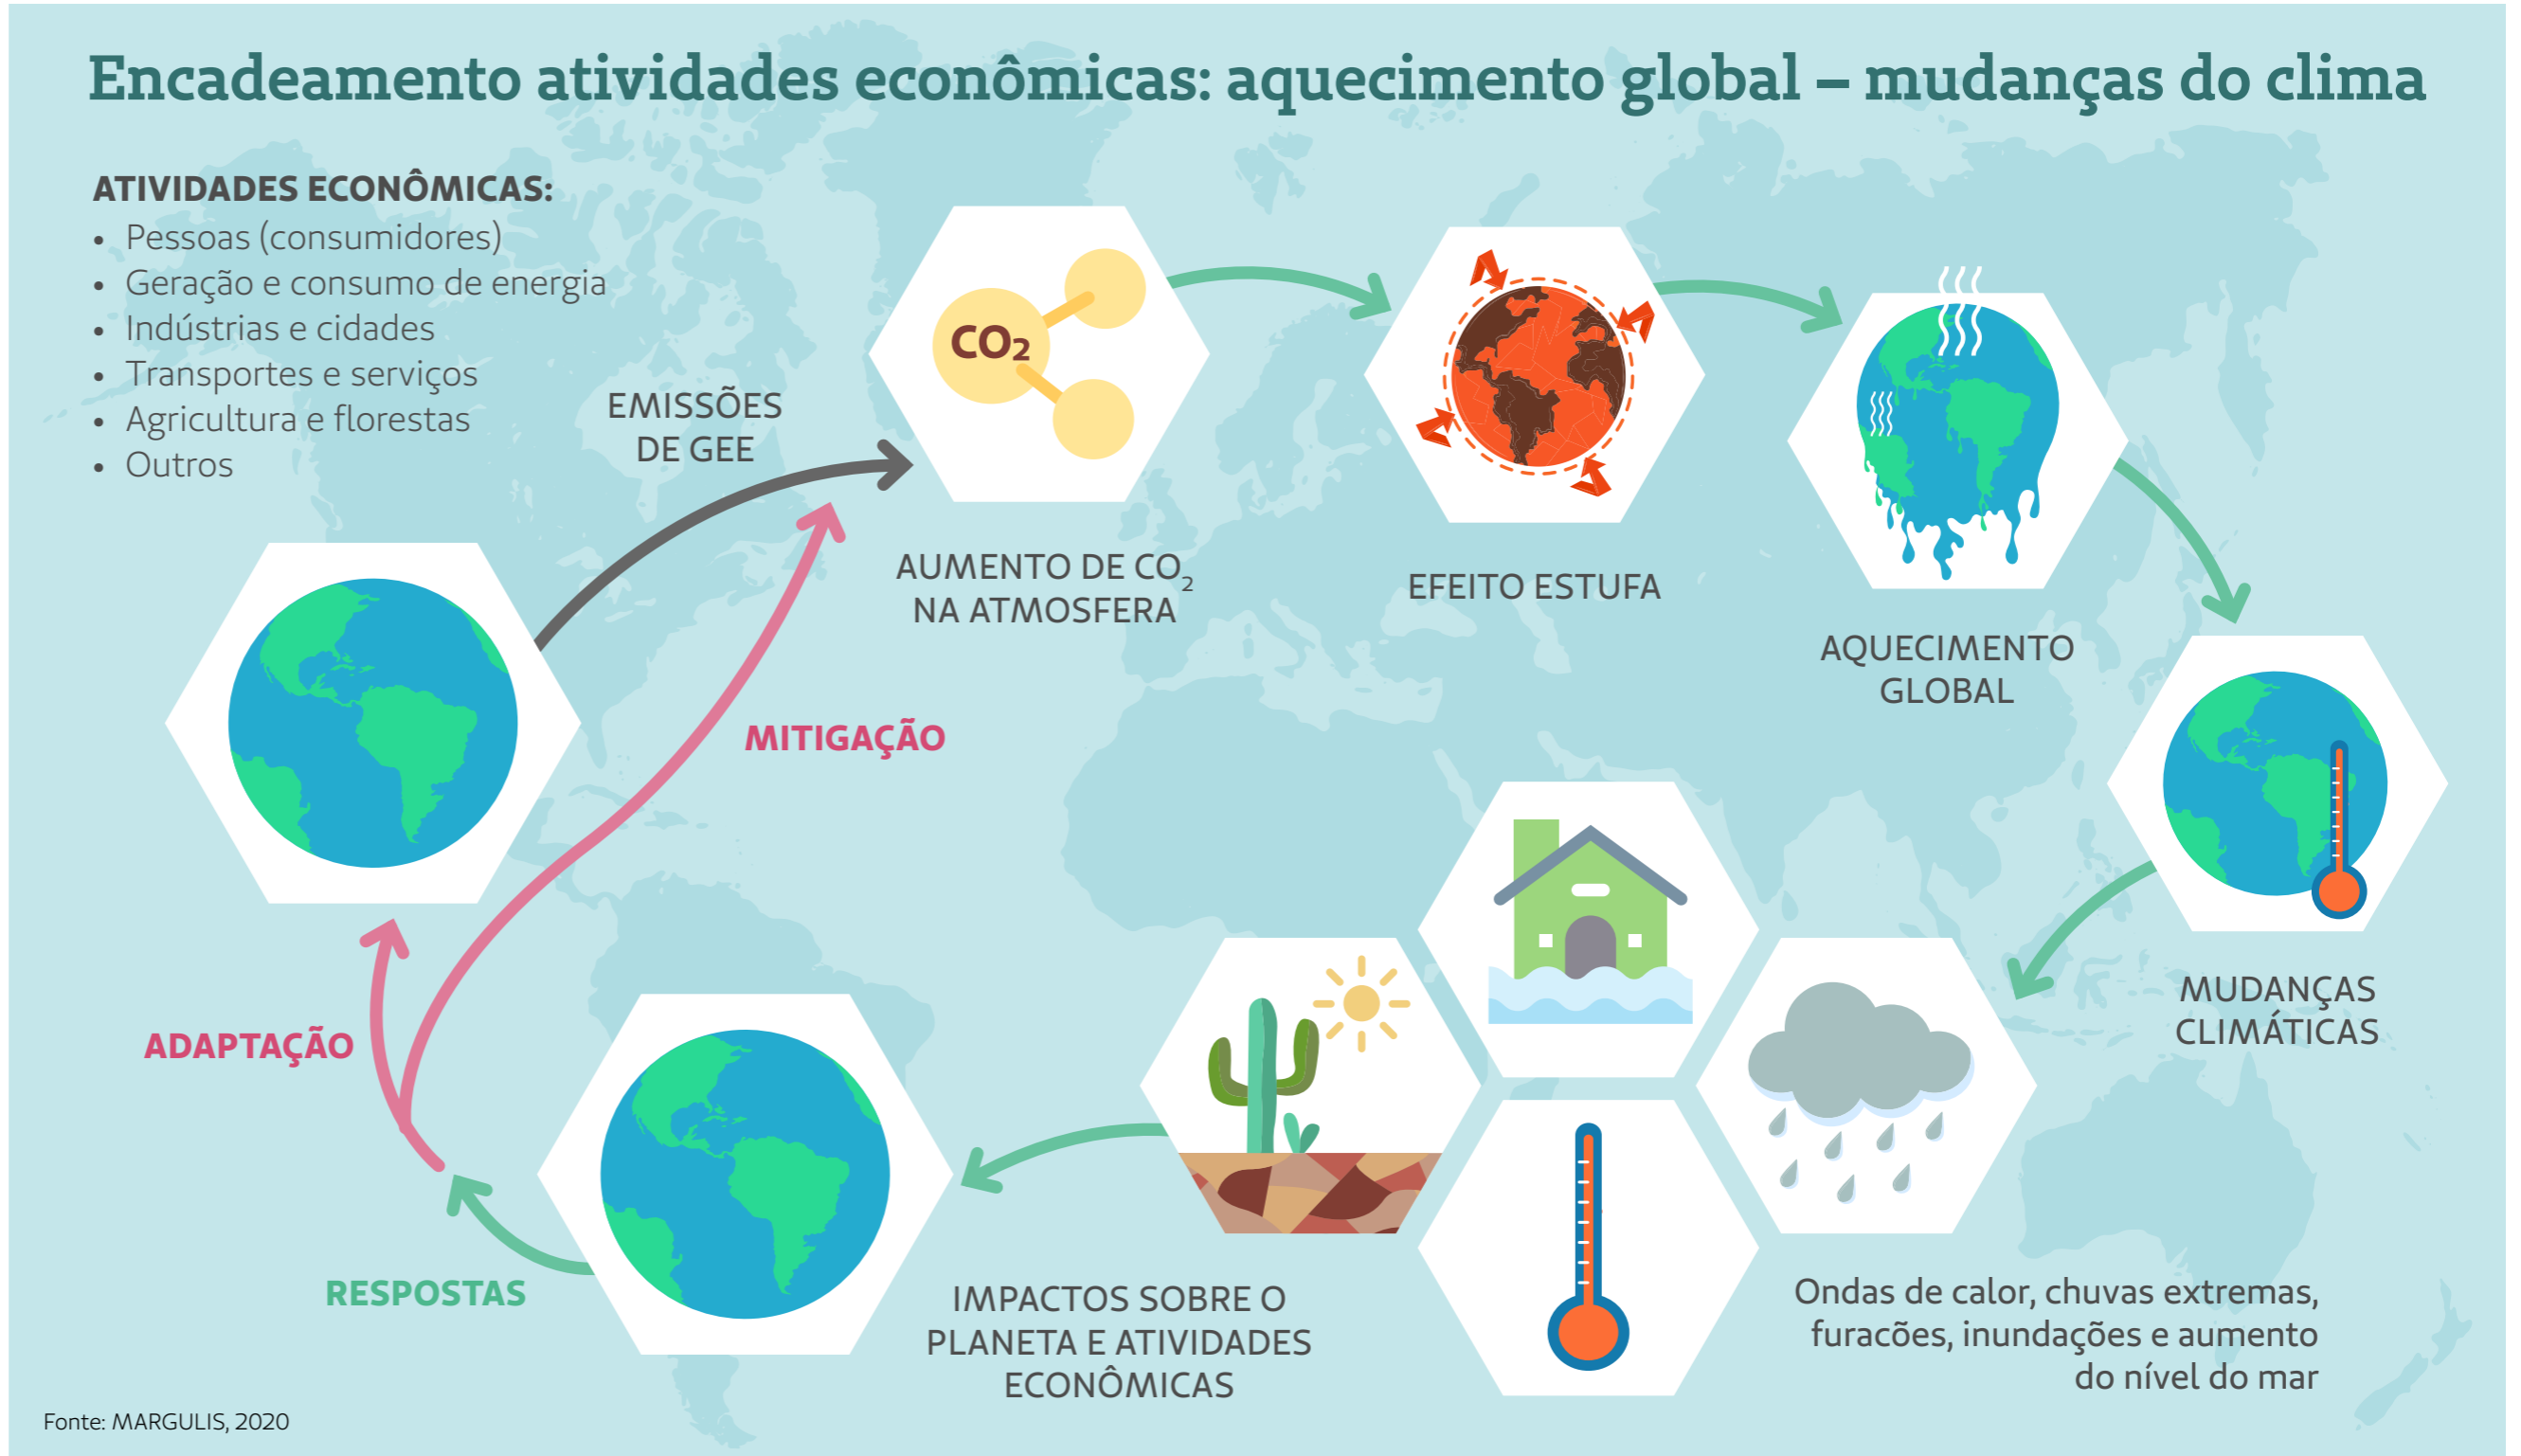 Encadeamento atividades econômicas: aquecimento global – mudanças do clima
ATIVIDADES ECONÔMICAS:
• Pessoas (consumidores)
• Geração e consumo de energia
• Indústrias e cidades
• Transportes e serviços
• Agricultura e florestas
• Outros
EMISSÕES
DE GEE
CO2
AUMENTO DE CO2
NA ATMOSFERA
EFEITO ESTUFA
AQUECIMENTO
GLOBAL
MUDANÇAS
CLIMÁTICAS
Ondas de calor, chuvas extremas,
furacões, inundações e aumento
do nível do mar
IMPACTOS SOBRE O
PLANETA E ATIVIDADES
ECONÔMICAS
RESPOSTAS
ADAPTAÇÃO
MITIGAÇÃO
Fonte: MARGULIS, 2020